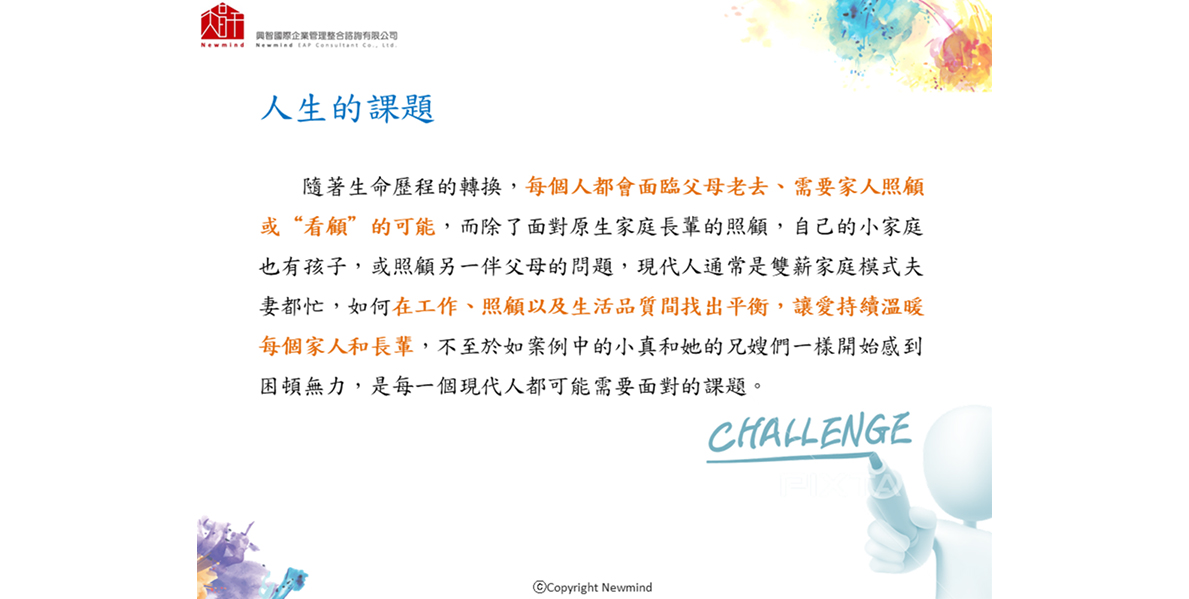 Newmind
興智國際企業管理整合諮詢有限公司
Newmind EAP Consultant Co., Ltd.
人生的課題
隨著生命歷程的轉換，每個人都會面臨父母老去、需要家人照顧
或“看顧”的可能，而除了面對原生家庭長輩的照顧，自己的小家庭
也有孩子，或照顧另一伴父母的問題，現代人通常是雙薪家庭模式夫
妻都忙，如何在工作、照顧以及生活品質間找出平衡，讓愛持續溫暖
每個家人和長輩，不至於如案例中的小真和她的兄嫂們一樣開始感到
困頓無力，是每一個現代人都可能需要面對的課題。
CHALLENGE
ⒸCopyright Newmind